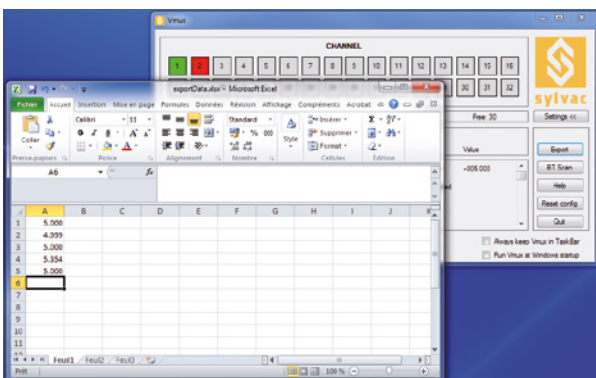 Vmux
CHANNEL
1 2 3 4 5 6 7 8 9 10 11 12 13 14 15 16
30 31 32
sylvac
Free: 30
Settings <<
Value
+005.000
Export
BT Scan
Help
Reset config
Quit
Always keep Vmux in TaskBar
Run Vmux at Windows startup
exportData.xlsx - Microsoft Excel
Fichier Accueil Insertion Mise en page Formules Données Révision Affichage Compléments Acrobat
Coller
Calibri 11
G I S
Standard
% 000
Style
Insérer
Supprimer
Format
Presse-papiers Police Alignement Nombre Cellules Édition
A6 fx
A B C D E F G H I J K
1 5.000
2 4.999
3 5.000
4 5.354
5 5.000
6
7
8
9
10
11
Feuil1 Feuil2 Feuil3
Prêt 100 %